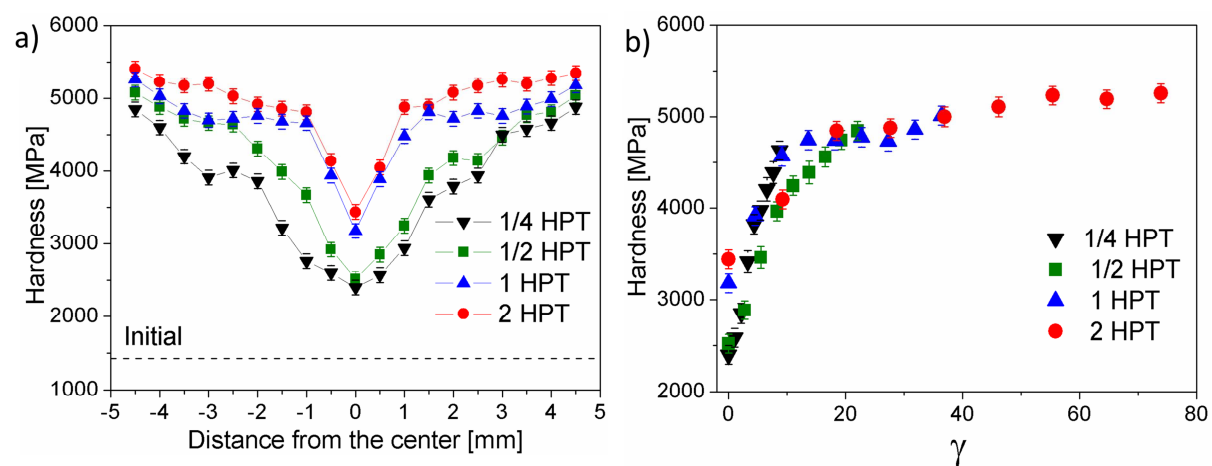 a)
Hardness [MPa]
6000
5000
4000
3000
2000
1000
Initial
1/4 HPT
1/2 HPT
1 HPT
2 HPT
-5 -4 -3 -2 -1 0 1 2 3 4 5
Distance from the center [mm]
b)
Hardness [MPa]
6000
5000
4000
3000
2000
1/4 HPT
1/2 HPT
1 HPT
2 HPT
0 20 40 60 80
γ